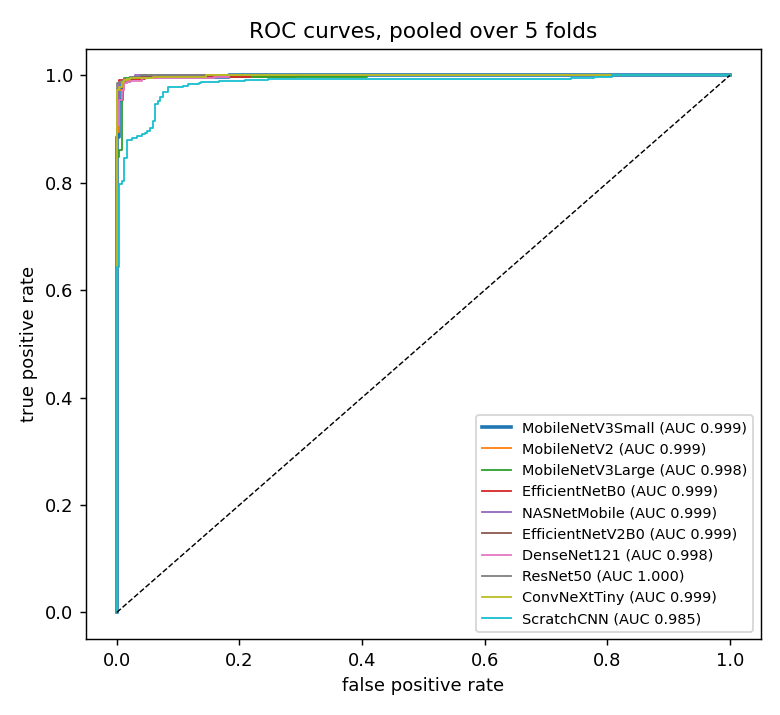 ROC curves, pooled over 5 folds
true positive rate
1.0
0.8
0.6
0.4
0.2
0.0
MobileNetV3Small (AUC 0.999)
MobileNetV2 (AUC 0.999)
MobileNetV3Large (AUC 0.998)
EfficientNetB0 (AUC 0.999)
NASNetMobile (AUC 0.999)
EfficientNetV2B0 (AUC 0.999)
DenseNet121 (AUC 0.998)
ResNet50 (AUC 1.000)
ConvNeXtTiny (AUC 0.999)
ScratchCNN (AUC 0.985)
0.0 0.2 0.4 0.6 0.8 1.0
false positive rate